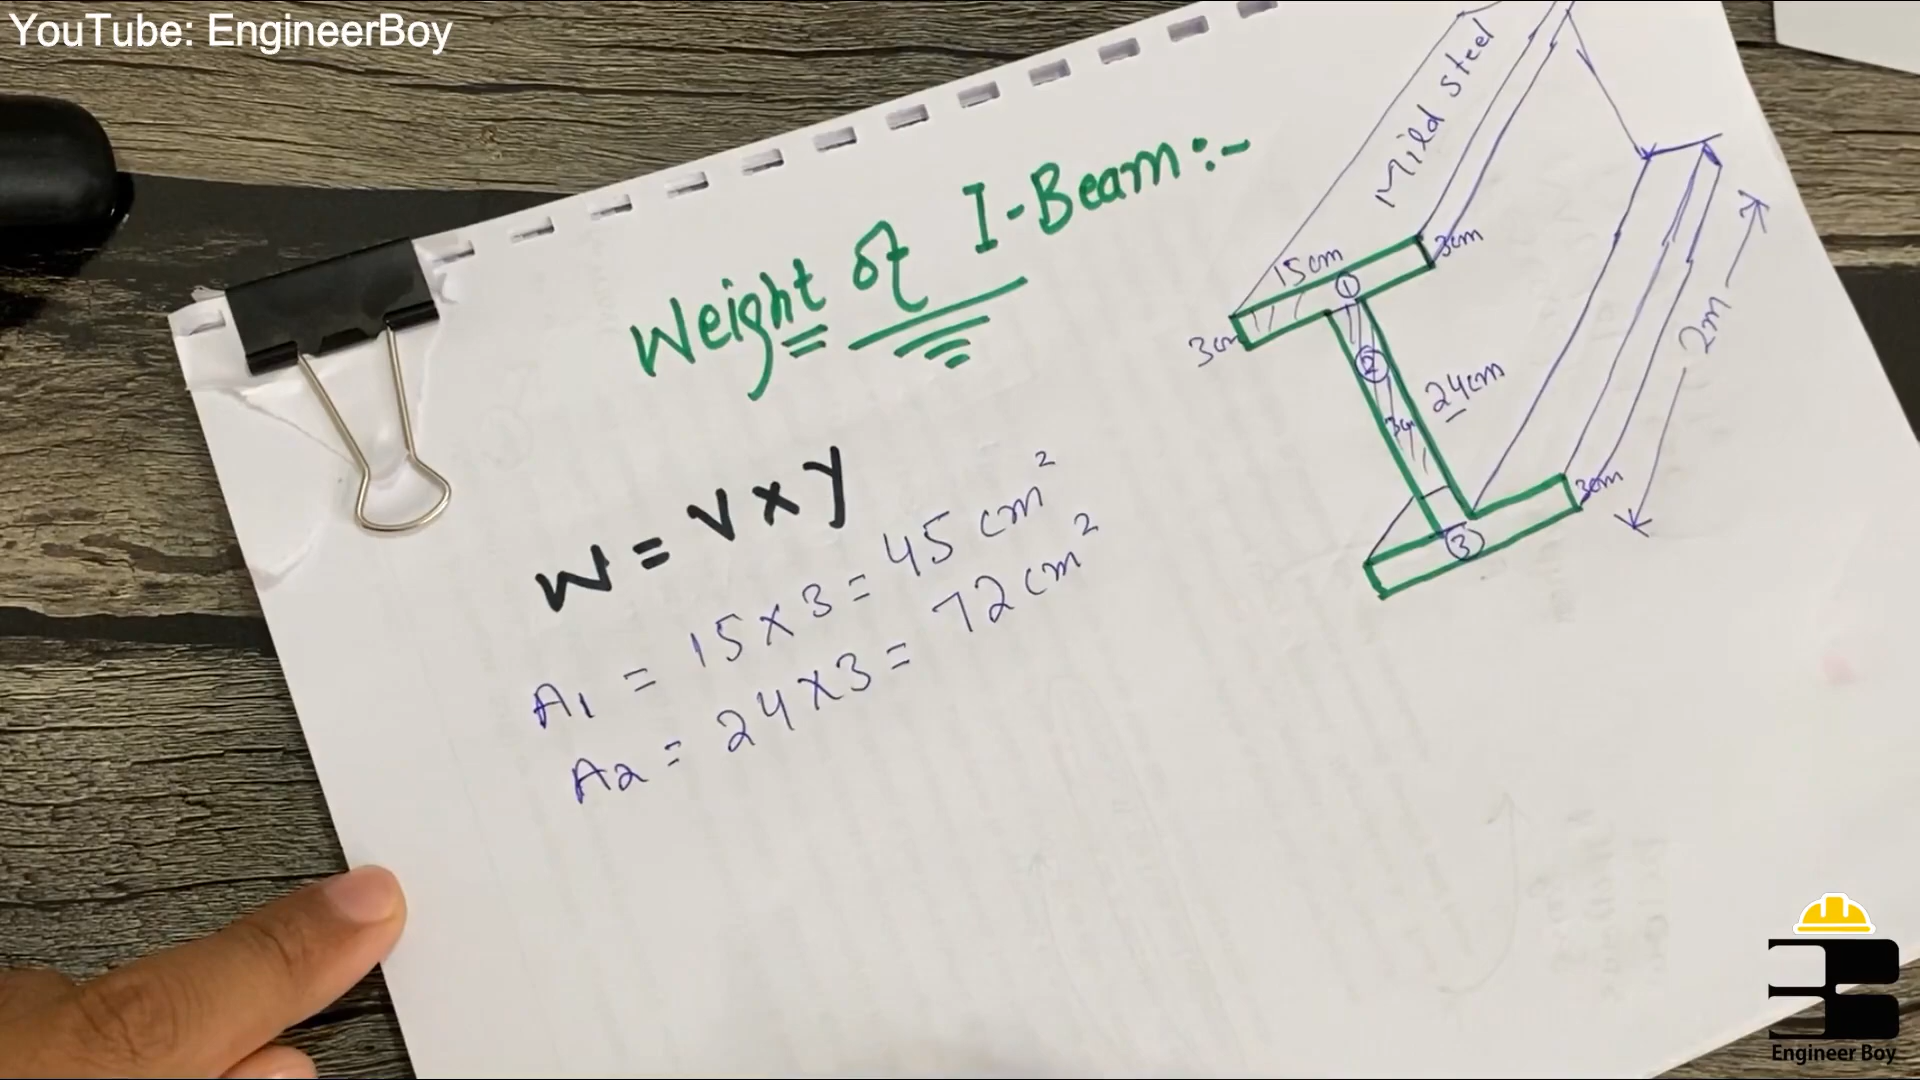 YouTube: EngineerBoy
Weight of I-Beam:-
W = V x γ
A1 = 15 x 3 = 45 cm²
A2 = 24 x 3 = 72 cm²
Mild steel
15cm
3cm
3cm
①
②
24cm
3cm
③
2m
Engineer Boy